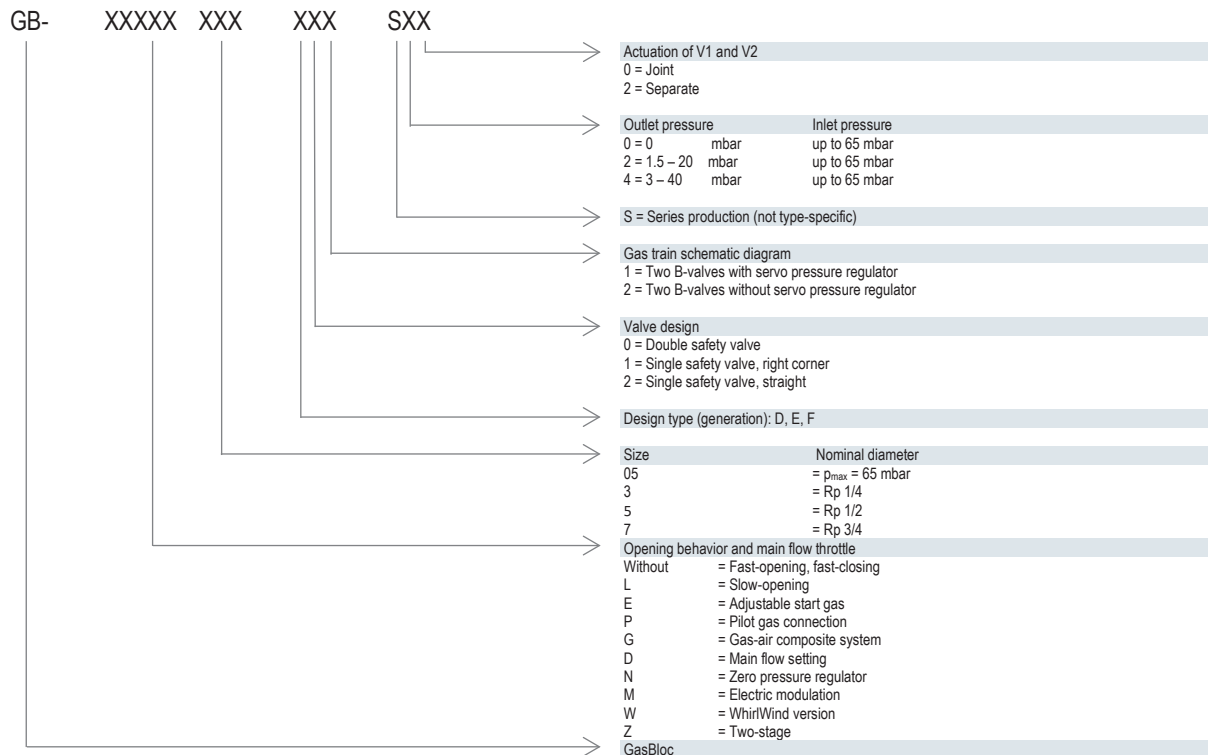 GB- XXXXX XXX XXX SXX
Actuation of V1 and V2
0 = Joint
2 = Separate
Outlet pressure Inlet pressure
0 = 0 mbar up to 65 mbar
2 = 1.5 – 20 mbar up to 65 mbar
4 = 3 – 40 mbar up to 65 mbar
S = Series production (not type-specific)
Gas train schematic diagram
1 = Two B-valves with servo pressure regulator
2 = Two B-valves without servo pressure regulator
Valve design
0 = Double safety valve
1 = Single safety valve, right corner
2 = Single safety valve, straight
Design type (generation): D, E, F
Size Nominal diameter
05 = pmax = 65 mbar
3 = Rp 1/4
5 = Rp 1/2
7 = Rp 3/4
Opening behavior and main flow throttle
Without = Fast-opening, fast-closing
L = Slow-opening
E = Adjustable start gas
P = Pilot gas connection
G = Gas-air composite system
D = Main flow setting
N = Zero pressure regulator
M = Electric modulation
W = WhirlWind version
Z = Two-stage
GasBloc